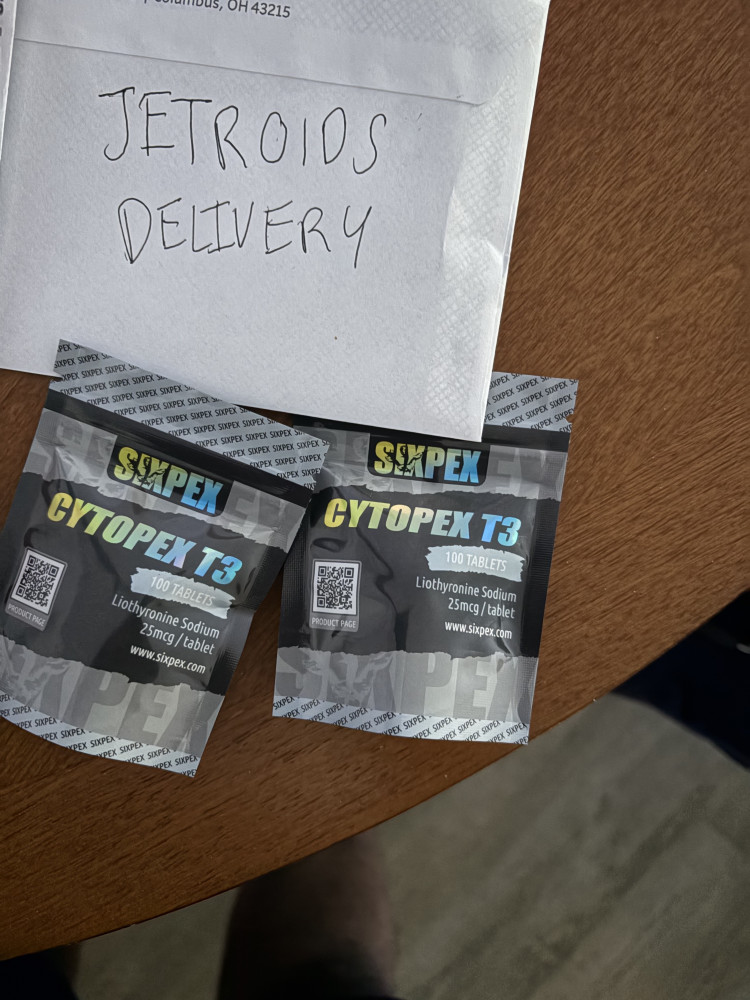 Columbus, OH 43215
JETROIDS
DELIVERY
SIXPEX
CYTOPEX T3
100 TABLETS
Liothyronine Sodium
25mcg / tablet
www.sixpex.com
PRODUCT PAGE
SIXPEX
CYTOPEX T3
100 TABLETS
Liothyronine Sodium
25mcg / tablet
www.sixpex.com
PRODUCT PAGE